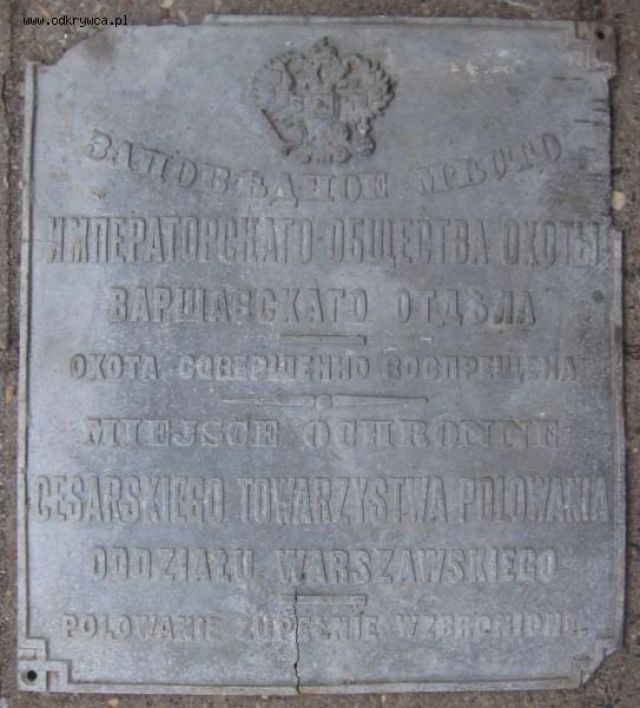 www.odkrywca.pl
ЗАПОВѢДНОЕ МѢСТО
ИМПЕРАТОРСКАГО ОБЩЕСТВА ОХОТЫ
ВАРШАВСКАГО ОТДѢЛА
ОХОТА СОВЕРШЕННО ВОСПРЕЩЕНА
MIEJSCE OCHRONNE
CESARSKIEGO TOWARZYSTWA POLOWANIA
ODDZIAŁU WARSZAWSKIEGO
POLOWANIE ZUPEŁNIE WZBRONIONE.